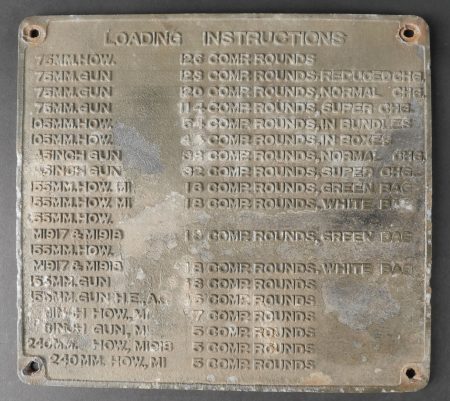 LOADING INSTRUCTIONS
75MM. HOW. 126 COMP. ROUNDS
75MM. GUN 128 COMP. ROUNDS, REDUCED CHG.
75MM. GUN 120 COMP. ROUNDS, NORMAL CHG.
75MM. GUN 114 COMP. ROUNDS, SUPER CHG.
105MM. HOW. 54 COMP. ROUNDS, IN BUNDLES
105MM. HOW. COMP. ROUNDS, IN BOXES
4.5INCH GUN COMP. ROUNDS, NORMAL CHG.
4.5INCH GUN 32 COMP. ROUNDS, SUPER CHG.
155MM. HOW. M1 18 COMP. ROUNDS, GREEN BAG
155MM. HOW. M1 18 COMP. ROUNDS, WHITE BAG
155MM. HOW.
M1917 & M1918 18 COMP. ROUNDS, GREEN BAG
155MM. HOW.
M1917 & M1918 18 COMP. ROUNDS, WHITE BAG
155MM. GUN COMP. ROUNDS
155MM. GUN H.E., A. COMP. ROUNDS
8INCH HOW., M1 7 COMP. ROUNDS
8INCH GUN, M1 5 COMP. ROUNDS
240MM. HOW., M1918 5 COMP. ROUNDS
240MM. HOW., M1 5 COMP. ROUNDS